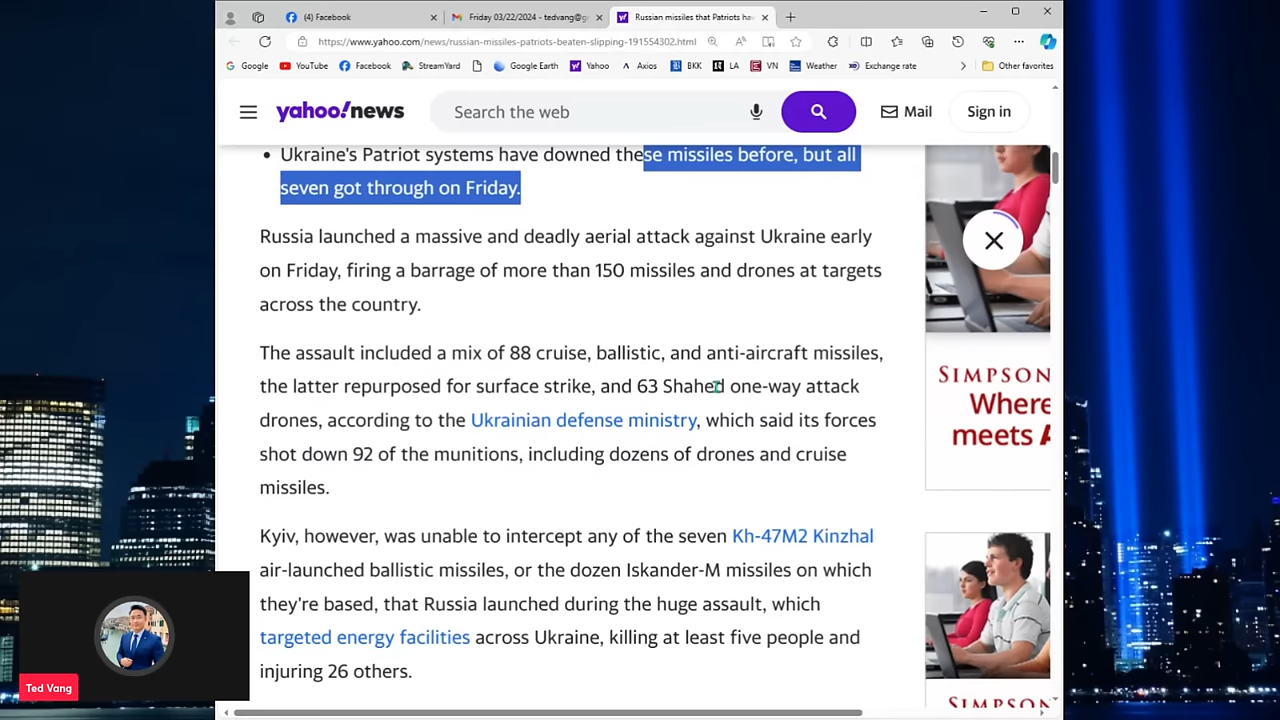 (4) Facebook
Friday 03/22/2024 - tedvang@g
Russian missiles that Patriots ha
https://www.yahoo.com/news/russian-missiles-patriots-beaten-slipping-191554302.html
Google YouTube Facebook StreamYard Google Earth Yahoo Axios BKK LA VN Weather Exchange rate Other favorites
yahoo!news
Search the web
Mail
Sign in
• Ukraine's Patriot systems have downed these missiles before, but all
seven got through on Friday.
Russia launched a massive and deadly aerial attack against Ukraine early
on Friday, firing a barrage of more than 150 missiles and drones at targets
across the country.
The assault included a mix of 88 cruise, ballistic, and anti-aircraft missiles,
the latter repurposed for surface strike, and 63 Shahed one-way attack
drones, according to the Ukrainian defense ministry, which said its forces
shot down 92 of the munitions, including dozens of drones and cruise
missiles.
Kyiv, however, was unable to intercept any of the seven Kh-47M2 Kinzhal
air-launched ballistic missiles, or the dozen Iskander-M missiles on which
they're based, that Russia launched during the huge assault, which
targeted energy facilities across Ukraine, killing at least five people and
injuring 26 others.
SIMPSON
Where
meets A
SIMPSON
Ted Vang